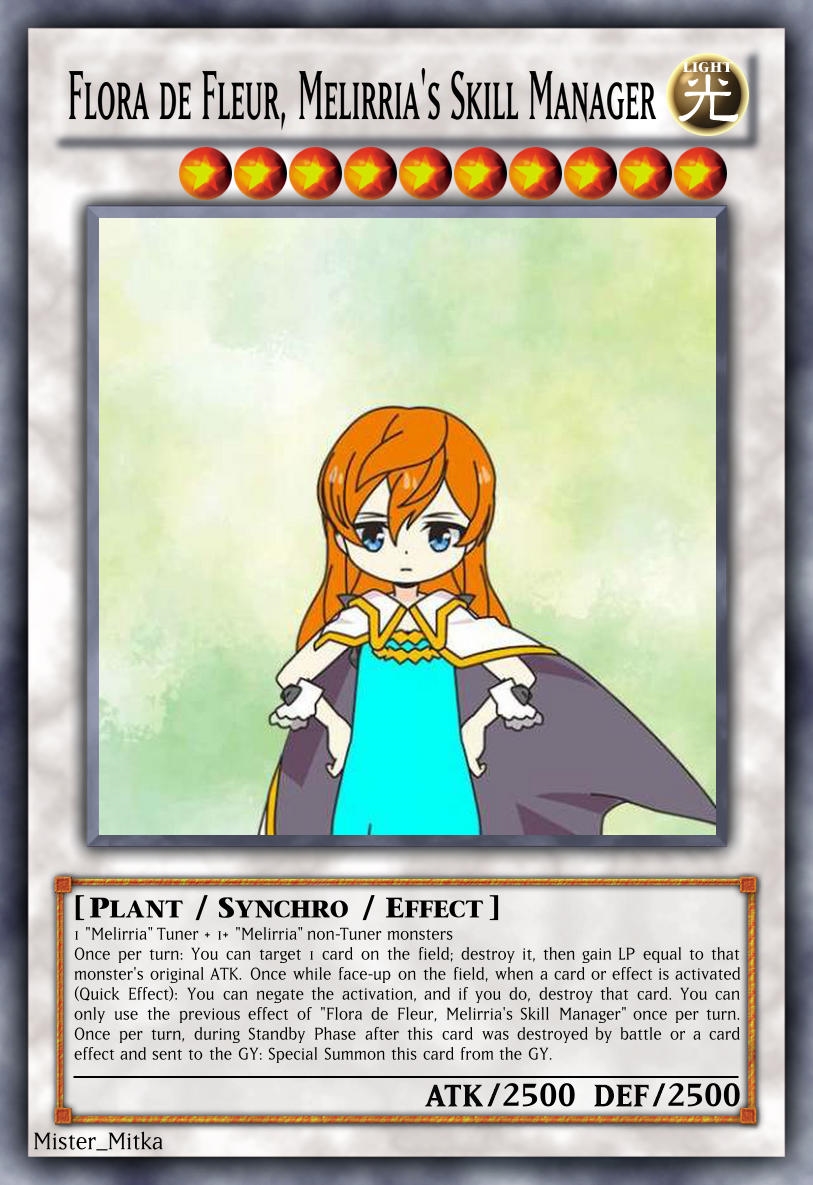 Flora de Fleur, Melirria's Skill Manager
LIGHT
光
[ Plant / Synchro / Effect ]
1 "Melirria" Tuner + 1+ "Melirria" non-Tuner monsters
Once per turn: You can target 1 card on the field; destroy it, then gain LP equal to that
monster's original ATK. Once while face-up on the field, when a card or effect is activated
(Quick Effect): You can negate the activation, and if you do, destroy that card. You can
only use the previous effect of "Flora de Fleur, Melirria's Skill Manager" once per turn.
Once per turn, during Standby Phase after this card was destroyed by battle or a card
effect and sent to the GY: Special Summon this card from the GY.
ATK/2500 DEF/2500
Mister_Mitka